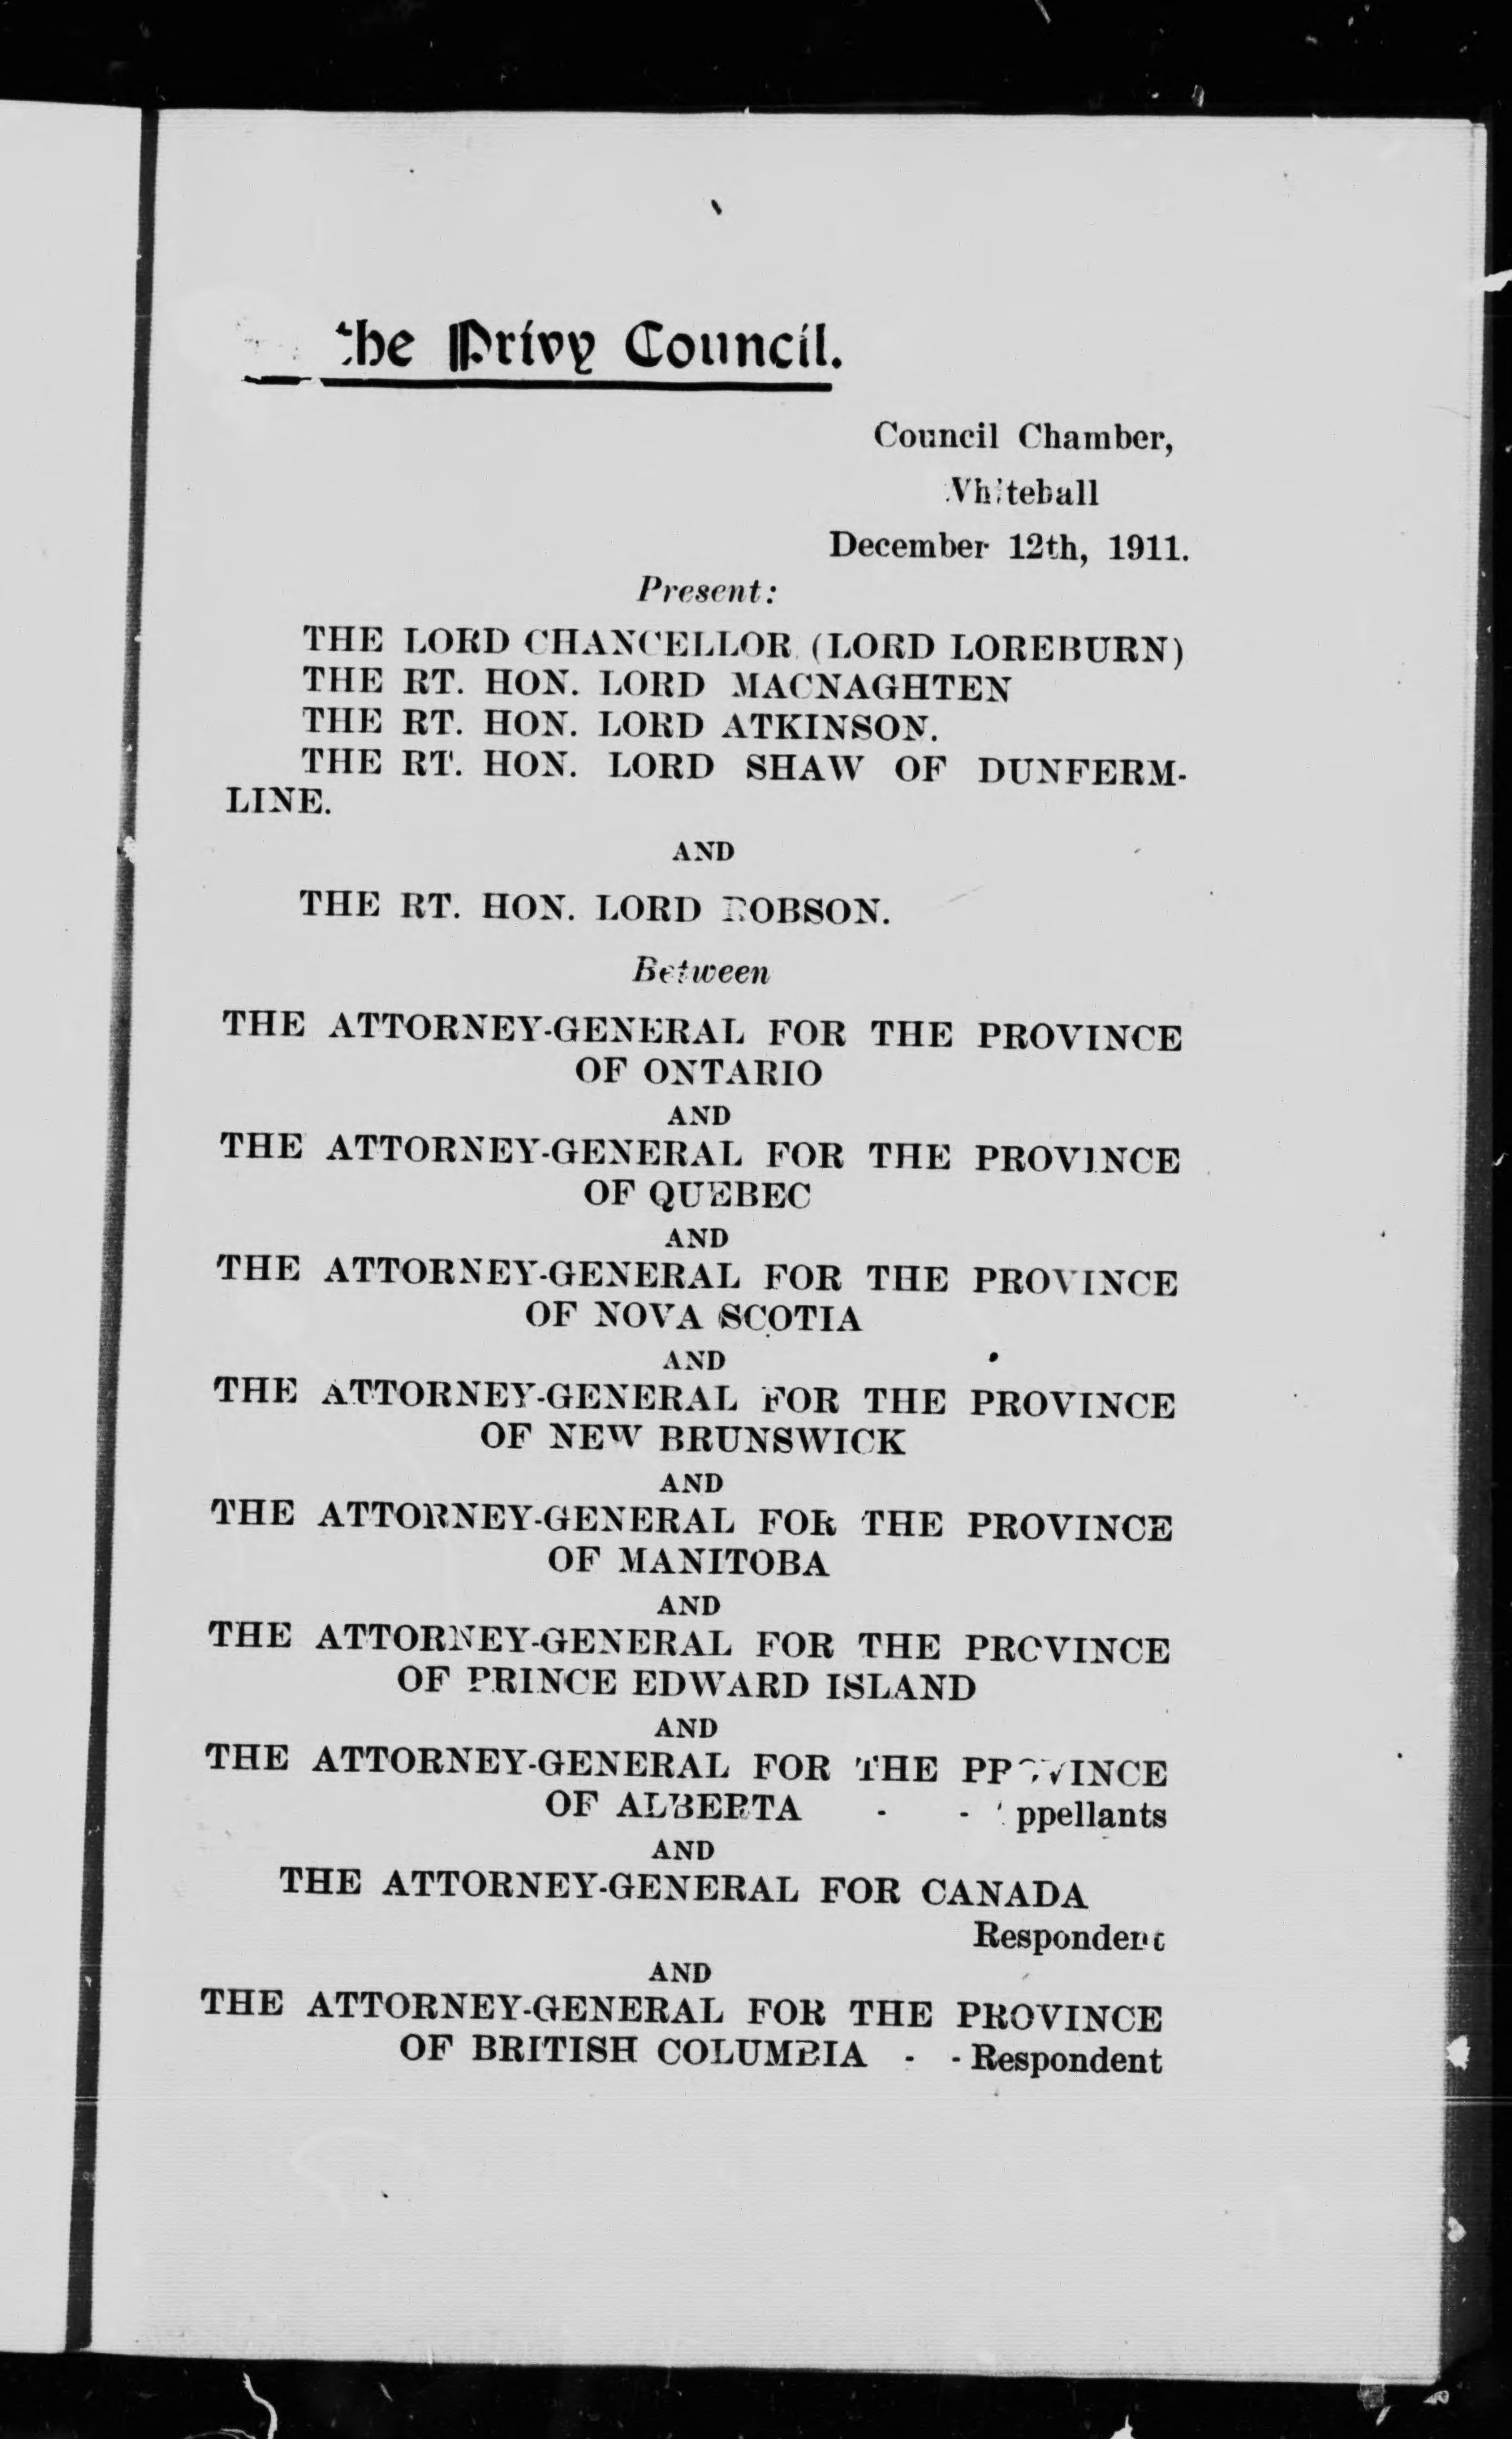 the Privy Council.
Council Chamber,
Whitehall
December 12th, 1911.
Present:
THE LORD CHANCELLOR (LORD LOREBURN)
THE RT. HON. LORD MACNAGHTEN
THE RT. HON. LORD ATKINSON.
THE RT. HON. LORD SHAW OF DUNFERM-
LINE.
AND
THE RT. HON. LORD ROBSON.
Between
THE ATTORNEY-GENERAL FOR THE PROVINCE
OF ONTARIO
AND
THE ATTORNEY-GENERAL FOR THE PROVINCE
OF QUEBEC
AND
THE ATTORNEY-GENERAL FOR THE PROVINCE
OF NOVA SCOTIA
AND
THE ATTORNEY-GENERAL FOR THE PROVINCE
OF NEW BRUNSWICK
AND
THE ATTORNEY-GENERAL FOR THE PROVINCE
OF MANITOBA
AND
THE ATTORNEY-GENERAL FOR THE PROVINCE
OF PRINCE EDWARD ISLAND
AND
THE ATTORNEY-GENERAL FOR THE PROVINCE
OF ALBERTA - - Appellants
AND
THE ATTORNEY-GENERAL FOR CANADA
Respondent
AND
THE ATTORNEY-GENERAL FOR THE PROVINCE
OF BRITISH COLUMBIA - - Respondent